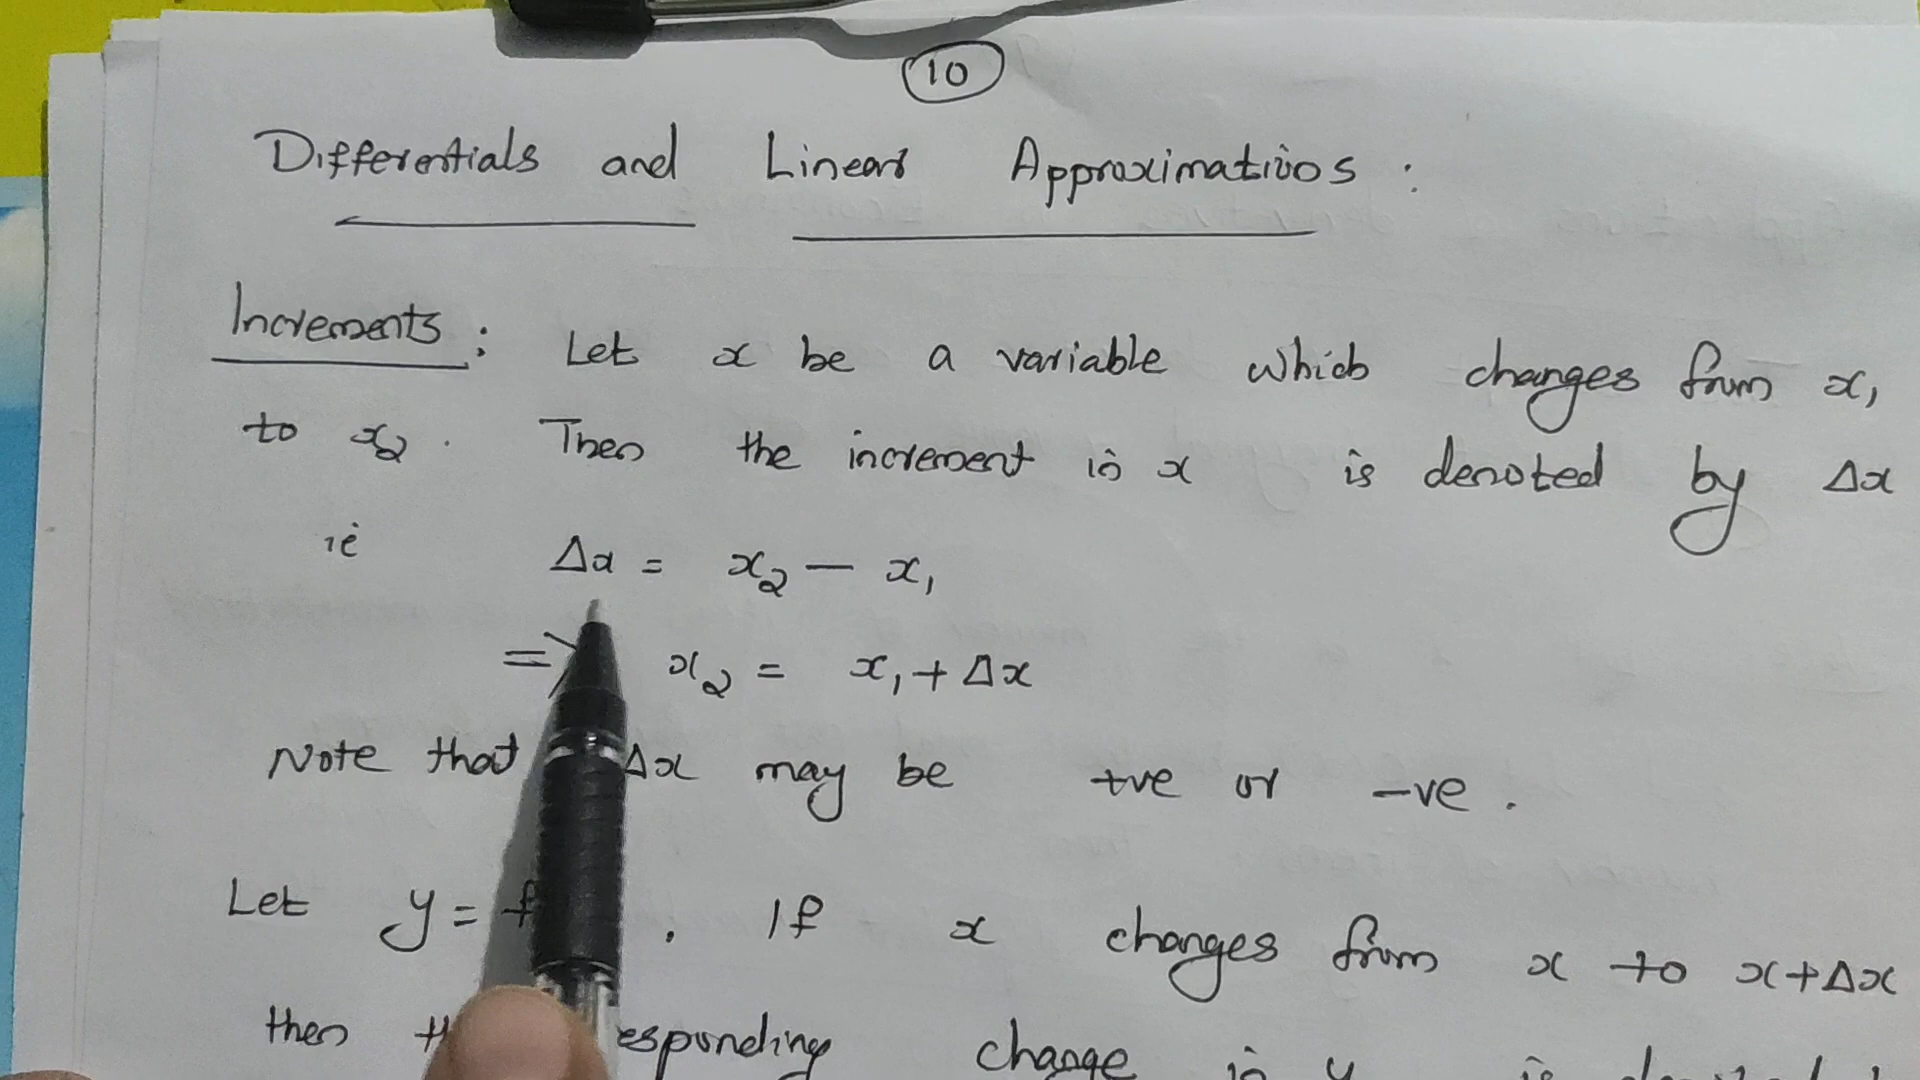 10
Differentials and Linear Approximations :
Increments : Let x be a variable which changes from x₁
to x₂ . Then the increment in x is denoted by Δx
ie Δx = x₂ – x₁
=> x₂ = x₁ + Δx
Note that Δx may be +ve or -ve .
Let y = f . If x changes from x to x+Δx
then change in y is